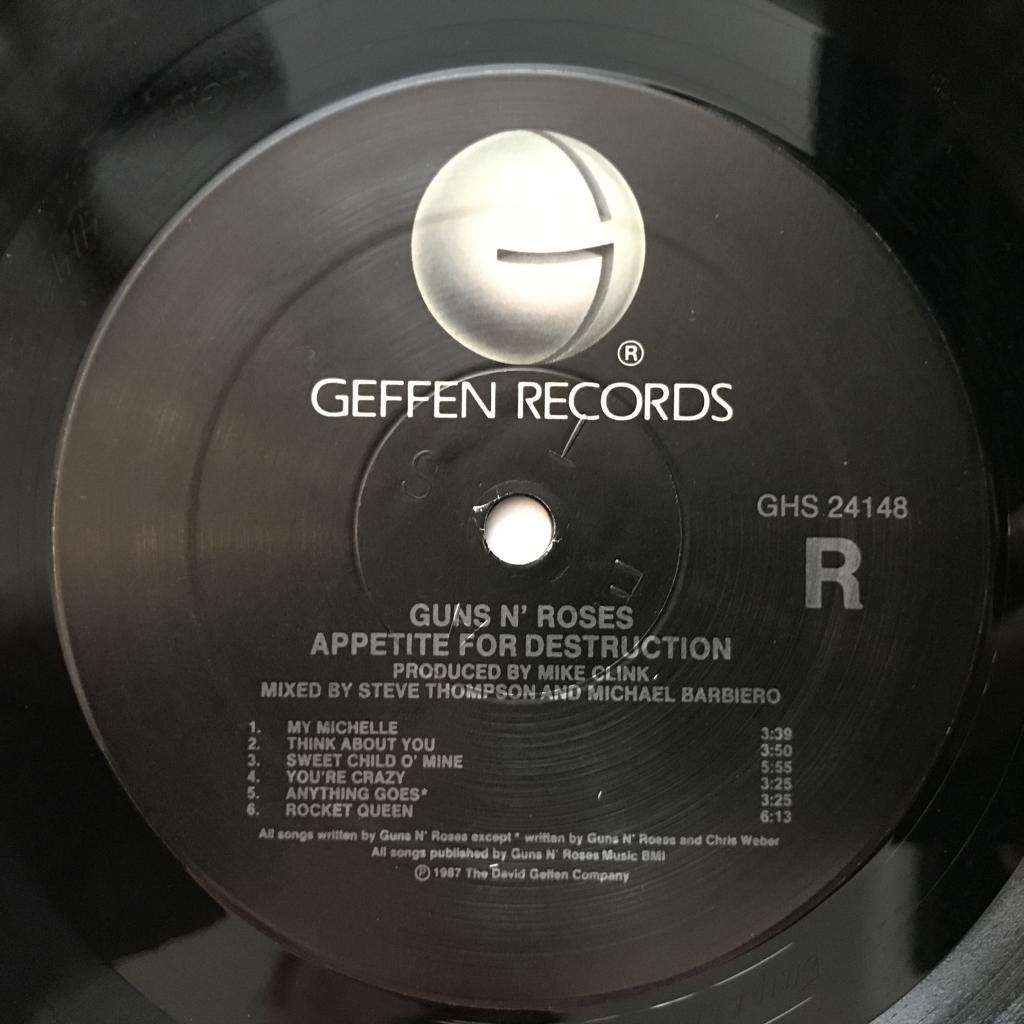 ®
GEFFEN RECORDS
S I
E
GHS 24148
R
GUNS N' ROSES
APPETITE FOR DESTRUCTION
PRODUCED BY MIKE CLINK.
MIXED BY STEVE THOMPSON AND MICHAEL BARBIERO
1. MY MICHELLE 3:39
2. THINK ABOUT YOU 3:50
3. SWEET CHILD O' MINE 5:55
4. YOU'RE CRAZY 3:25
5. ANYTHING GOES* 3:25
6. ROCKET QUEEN 6:13
All songs written by Guns N' Roses except * written by Guns N' Roses and Chris Weber
All songs published by Guns N' Roses Music BMI
℗ 1987 The David Geffen Company